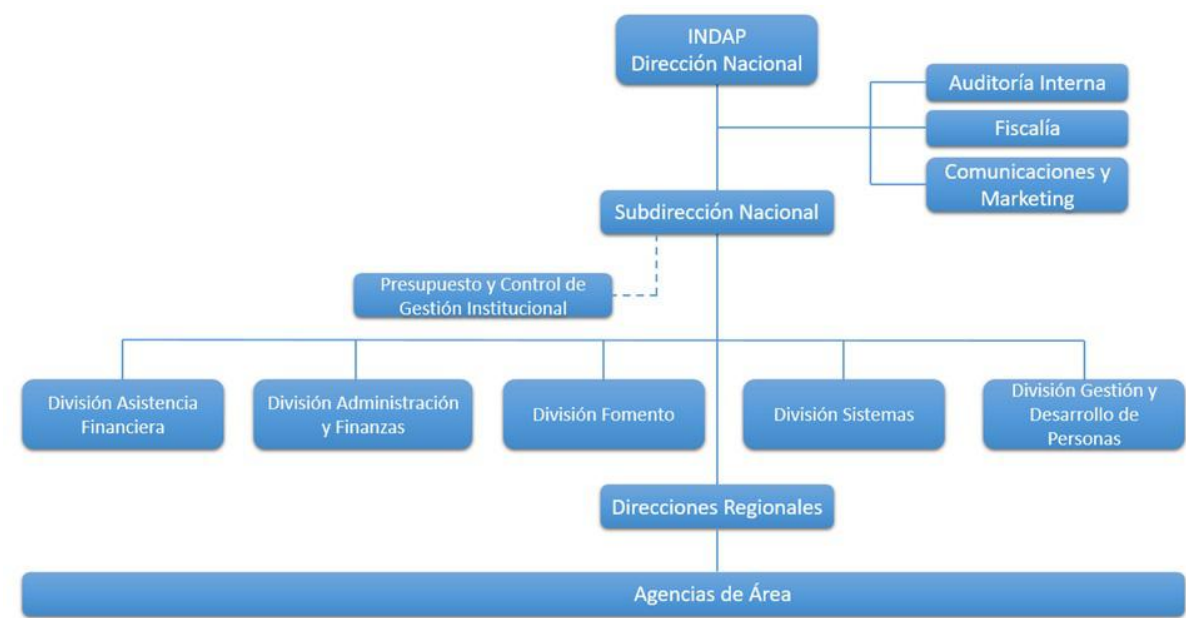 INDAP
Dirección Nacional
Auditoría Interna
Fiscalía
Comunicaciones y
Marketing
Subdirección Nacional
Presupuesto y Control de
Gestión Institucional
División Asistencia
Financiera
División Administración
y Finanzas
División Fomento
División Sistemas
División Gestión y
Desarrollo de
Personas
Direcciones Regionales
Agencias de Área